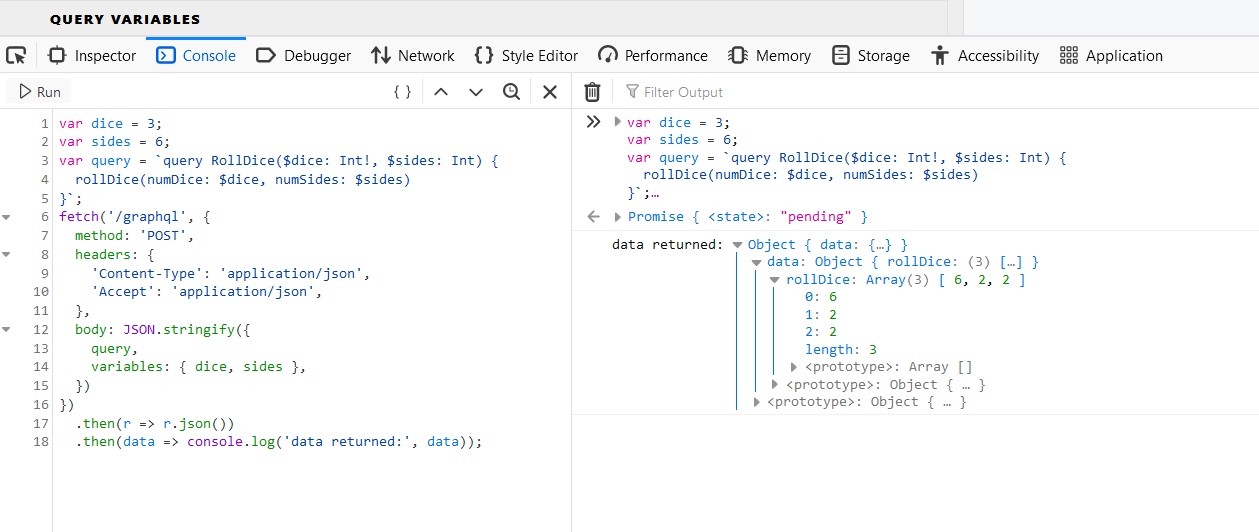 QUERY VARIABLES
Inspector Console Debugger Network Style Editor Performance Memory Storage Accessibility Application
Run
Filter Output
1 var dice = 3;
2 var sides = 6;
3 var query = `query RollDice($dice: Int!, $sides: Int) {
4 rollDice(numDice: $dice, numSides: $sides)
5 }`;
6 fetch('/graphql', {
7 method: 'POST',
8 headers: {
9 'Content-Type': 'application/json',
10 'Accept': 'application/json',
11 },
12 body: JSON.stringify({
13 query,
14 variables: { dice, sides },
15 })
16 })
17 .then(r => r.json())
18 .then(data => console.log('data returned:', data));
var dice = 3;
var sides = 6;
var query = `query RollDice($dice: Int!, $sides: Int) {
rollDice(numDice: $dice, numSides: $sides)
}`;…
Promise { <state>: "pending" }
data returned: Object { data: {…} }
data: Object { rollDice: (3) […] }
rollDice: Array(3) [ 6, 2, 2 ]
0: 6
1: 2
2: 2
length: 3
<prototype>: Array []
<prototype>: Object { … }
<prototype>: Object { … }